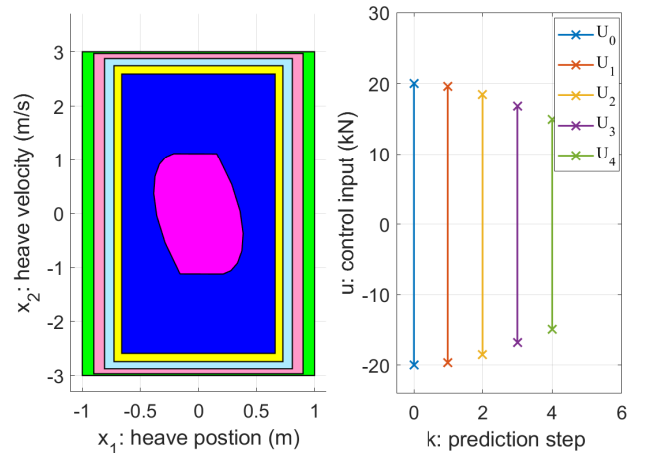 3
2
1
0
-1
-2
-3
-1
-0.5
0
0.5
1
x1: heave postion (m)
x2: heave velocity (m/s)
30
20
10
0
-10
-20
0
2
4
6
k: prediction step
u: control input (kN)
U0
U1
U2
U3
U4